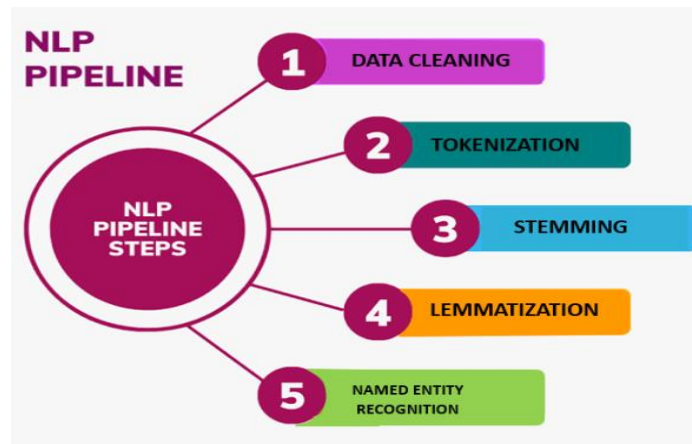 NLP
PIPELINE
1
DATA CLEANING
2
TOKENIZATION
NLP
PIPELINE
STEPS
3
STEMMING
4
LEMMATIZATION
5
NAMED ENTITY
RECOGNITION